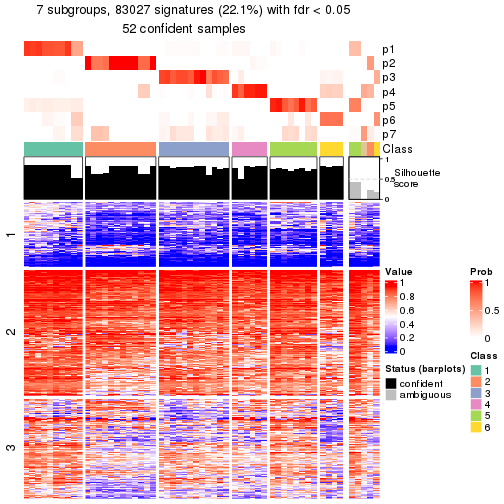 7 subgroups, 83027 signatures (22.1%) with fdr < 0.05
52 confident samples
p1
p2
p3
p4
p5
p6
p7
Class
1
0.5
0
Silhouette
score
1
2
3
Value
1
0.8
0.6
0.4
0.2
0
Prob
1
0.5
0
Status (barplots)
confident
ambiguous
Class
1
2
3
4
5
6